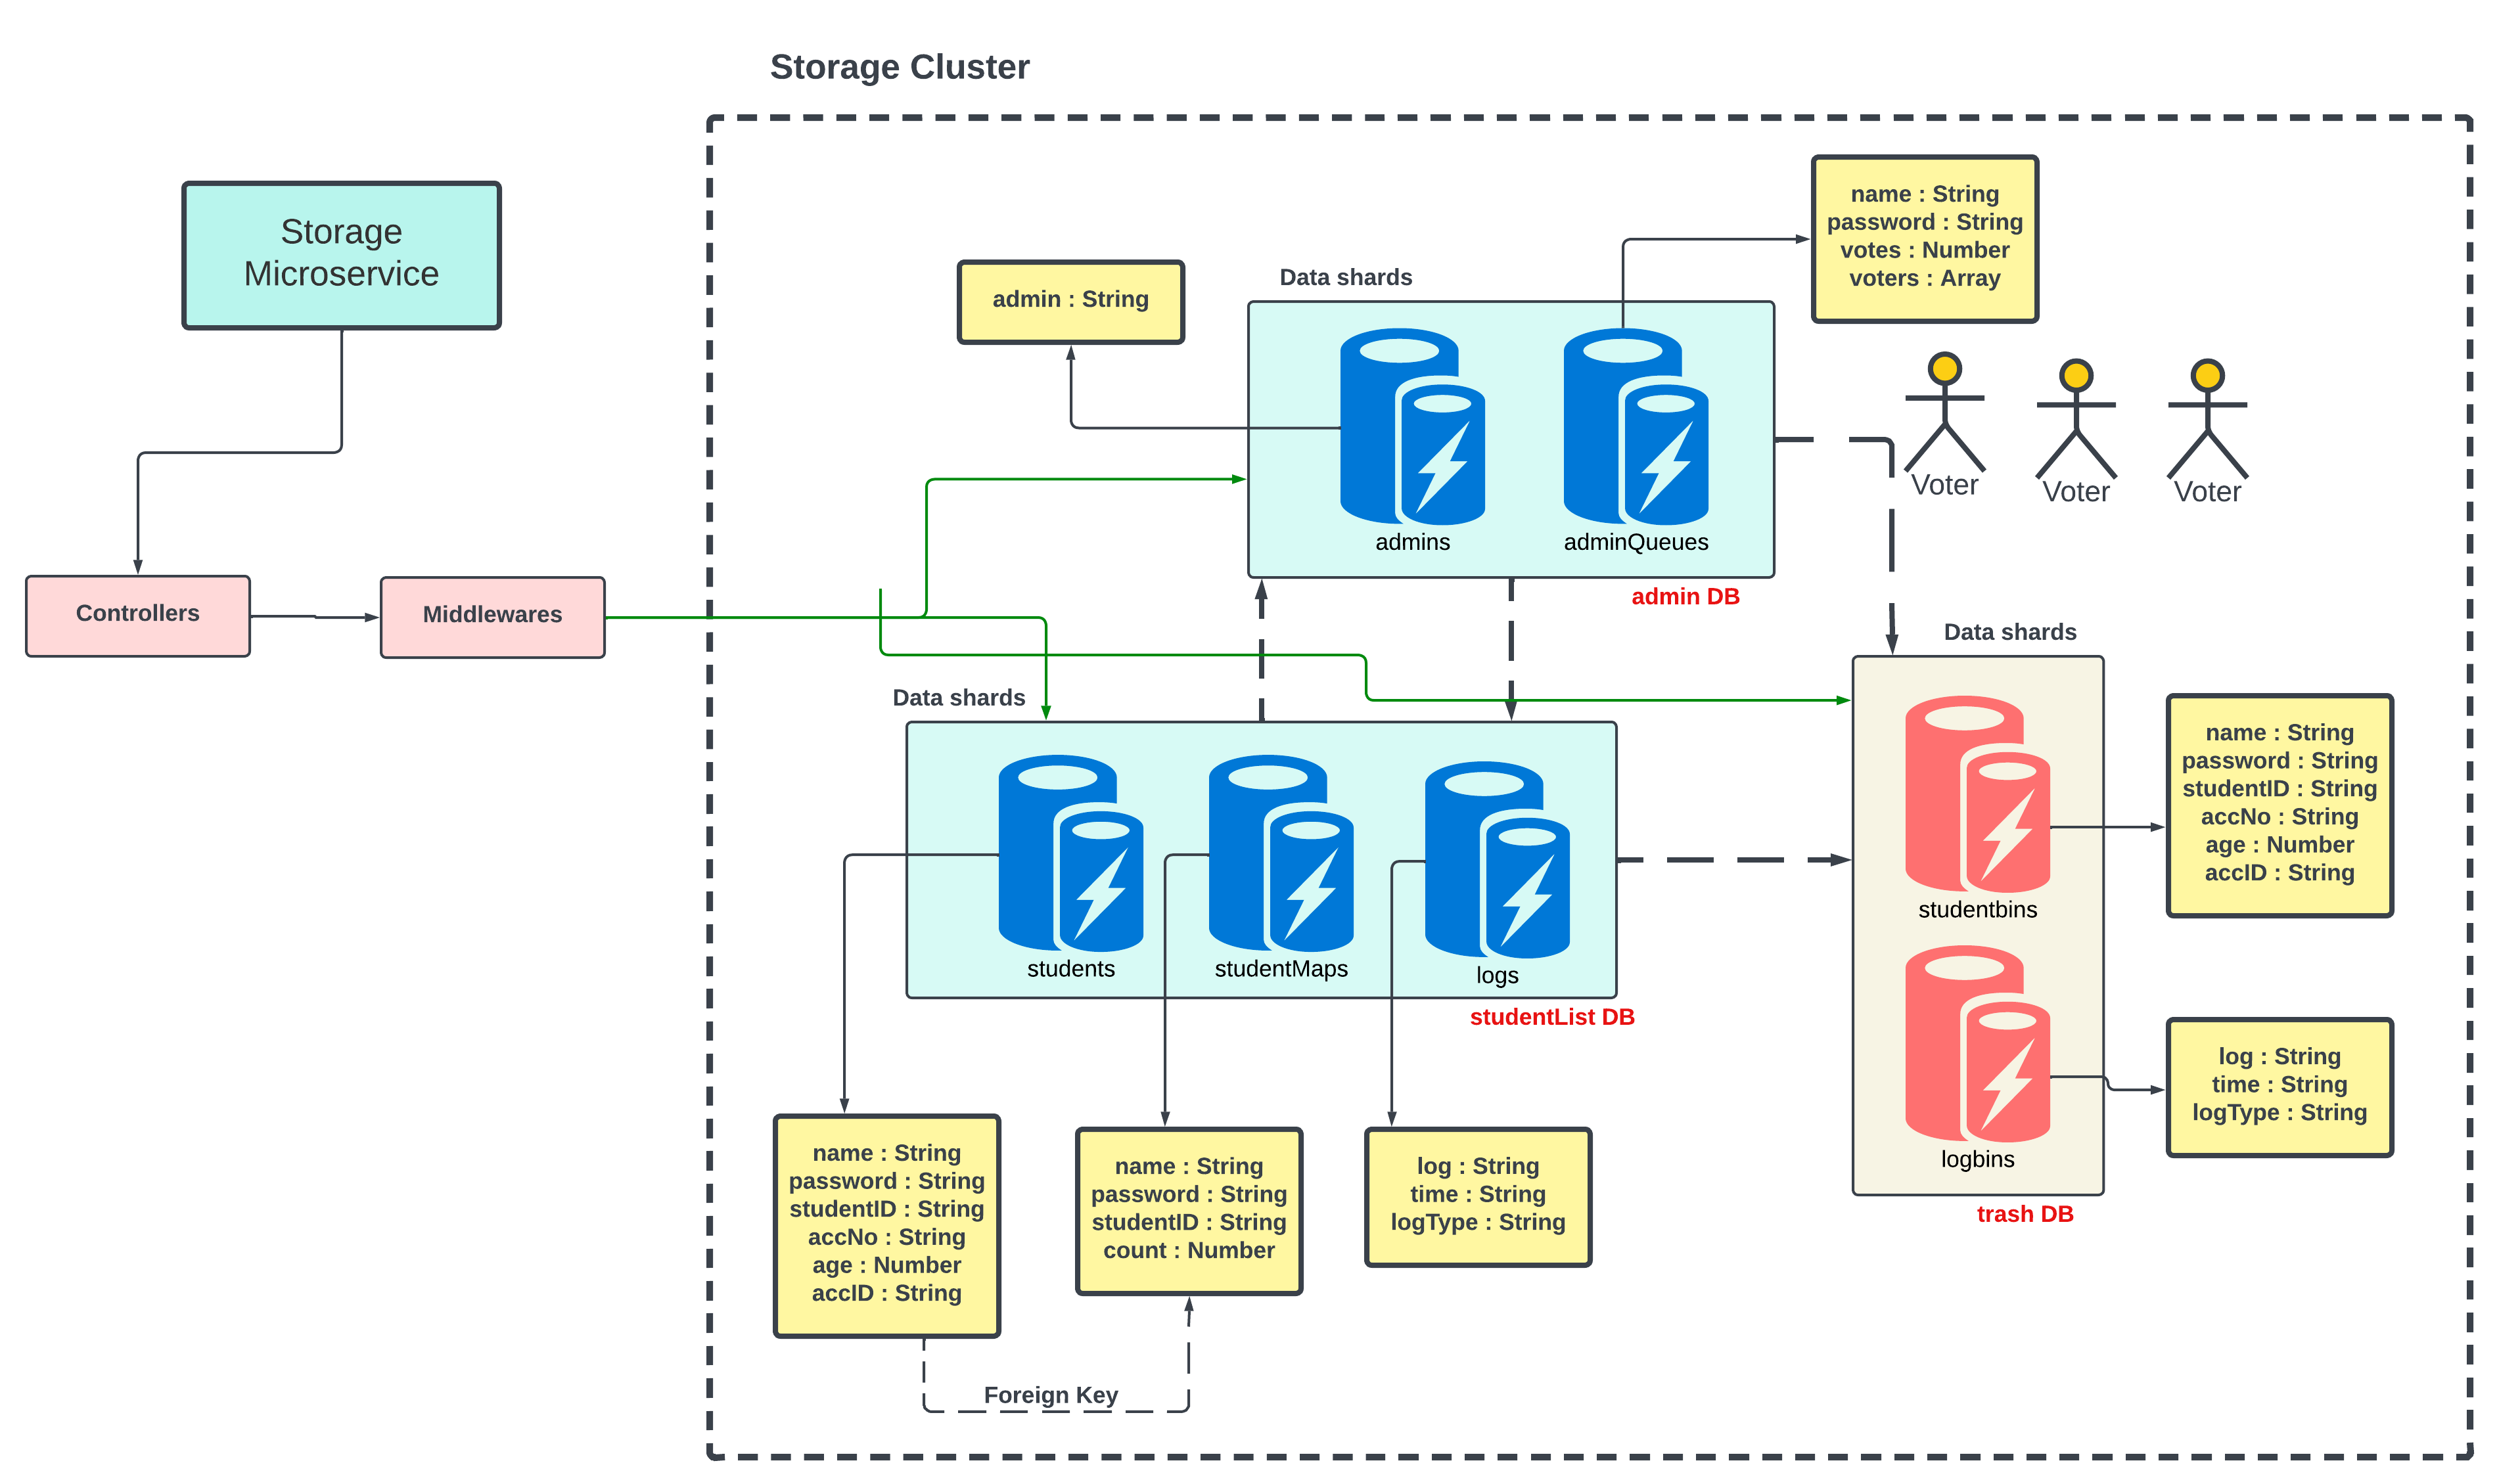 Storage Cluster
Storage
Microservice
Controllers
Middlewares
admin : String
Data shards
name : String
password : String
votes : Number
voters : Array
admins
adminQueues
admin DB
Voter
Voter
Voter
Data shards
students
studentMaps
logs
studentList DB
Data shards
studentbins
logbins
trash DB
name : String
password : String
studentID : String
accNo : String
age : Number
accID : String
log : String
time : String
logType : String
name : String
password : String
studentID : String
accNo : String
age : Number
accID : String
name : String
password : String
studentID : String
count : Number
log : String
time : String
logType : String
Foreign Key